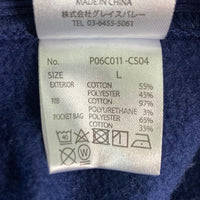 MADE IN CHINA
株式会社グレイスバレー
03-6455-5061
No. P06C011-CS04
SIZE L
EXTERIOR COTTON 55%
POLYESTER 45%
RIB COTTON 97%
POLYURETHANE 3%
POCKET BAG POLYESTER 65%
COTTON 35%